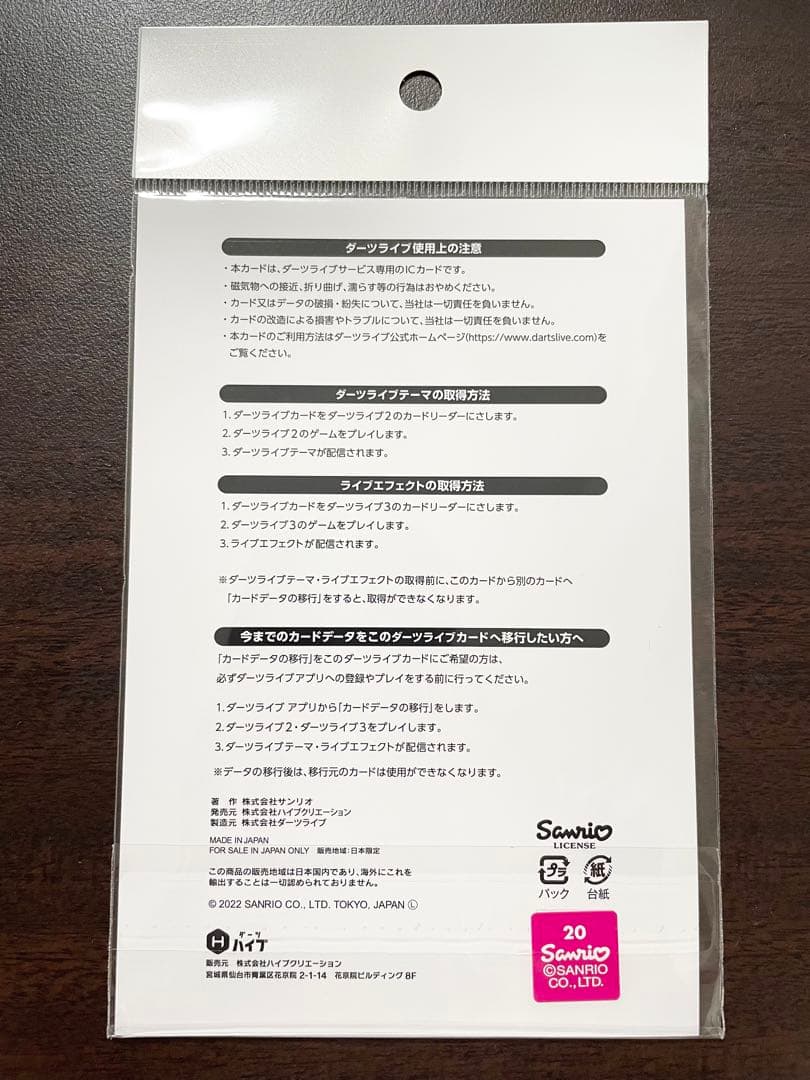 ダーツライブ使用上の注意
・本カードは、ダーツライブサービス専用のICカードです。
・磁気物への接近、折り曲げ、濡らす等の行為はおやめください。
・カード又はデータの破損・紛失について、当社は一切責任を負いません。
・カードの改造による損害やトラブルについて、当社は一切責任を負いません。
・本カードのご利用方法はダーツライブ公式ホームページ(https://www.dartslive.com)を
ご覧ください。
ダーツライブテーマの取得方法
1. ダーツライブカードをダーツライブ2のカードリーダーにさします。
2. ダーツライブ2のゲームをプレイします。
3. ダーツライブテーマが配信されます。
ライブエフェクトの取得方法
1. ダーツライブカードをダーツライブ3のカードリーダーにさします。
2. ダーツライブ3のゲームをプレイします。
3. ライブエフェクトが配信されます。
※ダーツライブテーマ・ライブエフェクトの取得前に、このカードから別のカードへ
「カードデータの移行」をすると、取得ができなくなります。
今までのカードデータをこのダーツライブカードへ移行したい方へ
「カードデータの移行」をこのダーツライブカードにご希望の方は、
必ずダーツライブアプリへの登録やプレイをする前に行ってください。
1. ダーツライブ アプリから「カードデータの移行」をします。
2. ダーツライブ2・ダーツライブ3をプレイします。
3. ダーツライブテーマ・ライブエフェクトが配信されます。
※データの移行後は、移行元のカードは使用ができなくなります。
著 作 株式会社サンリオ
発売元 株式会社ハイブクリエーション
製造元 株式会社ダーツライブ
MADE IN JAPAN
FOR SALE IN JAPAN ONLY 販売地域：日本限定
この商品の販売地域は日本国内であり、海外にこれを
輸出することは一切認められておりません。
© 2022 SANRIO CO., LTD. TOKYO, JAPAN Ⓛ
Sanrio
LICENSE
プラ 紙
パック 台紙
H ダーツ
ハイブ
販売元 株式会社ハイブクリエーション
宮城県仙台市青葉区花京院 2-1-14 花京院ビルディング 8F
20
Sanrio
©SANRIO
CO.,LTD.